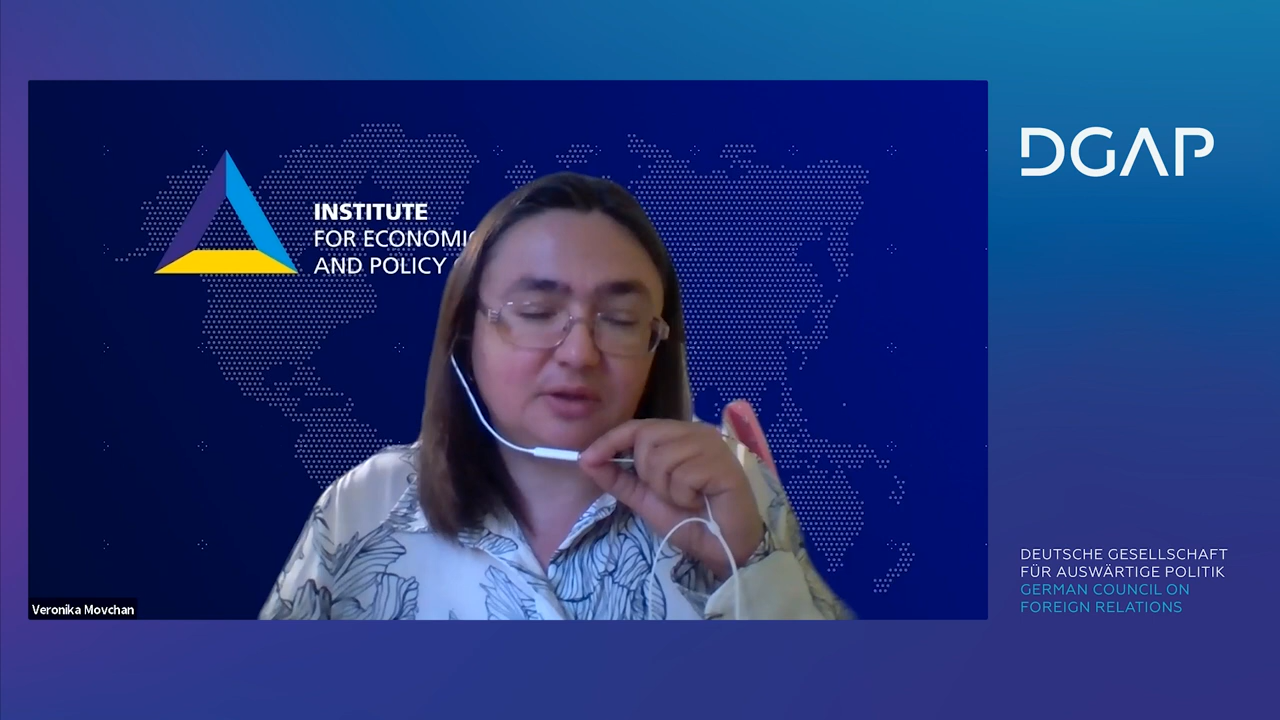 INSTITUTE
FOR ECONOMIC
AND POLICY
Veronika Movchan
DGAP
DEUTSCHE GESELLSCHAFT
FÜR AUSWÄRTIGE POLITIK
GERMAN COUNCIL ON
FOREIGN RELATIONS